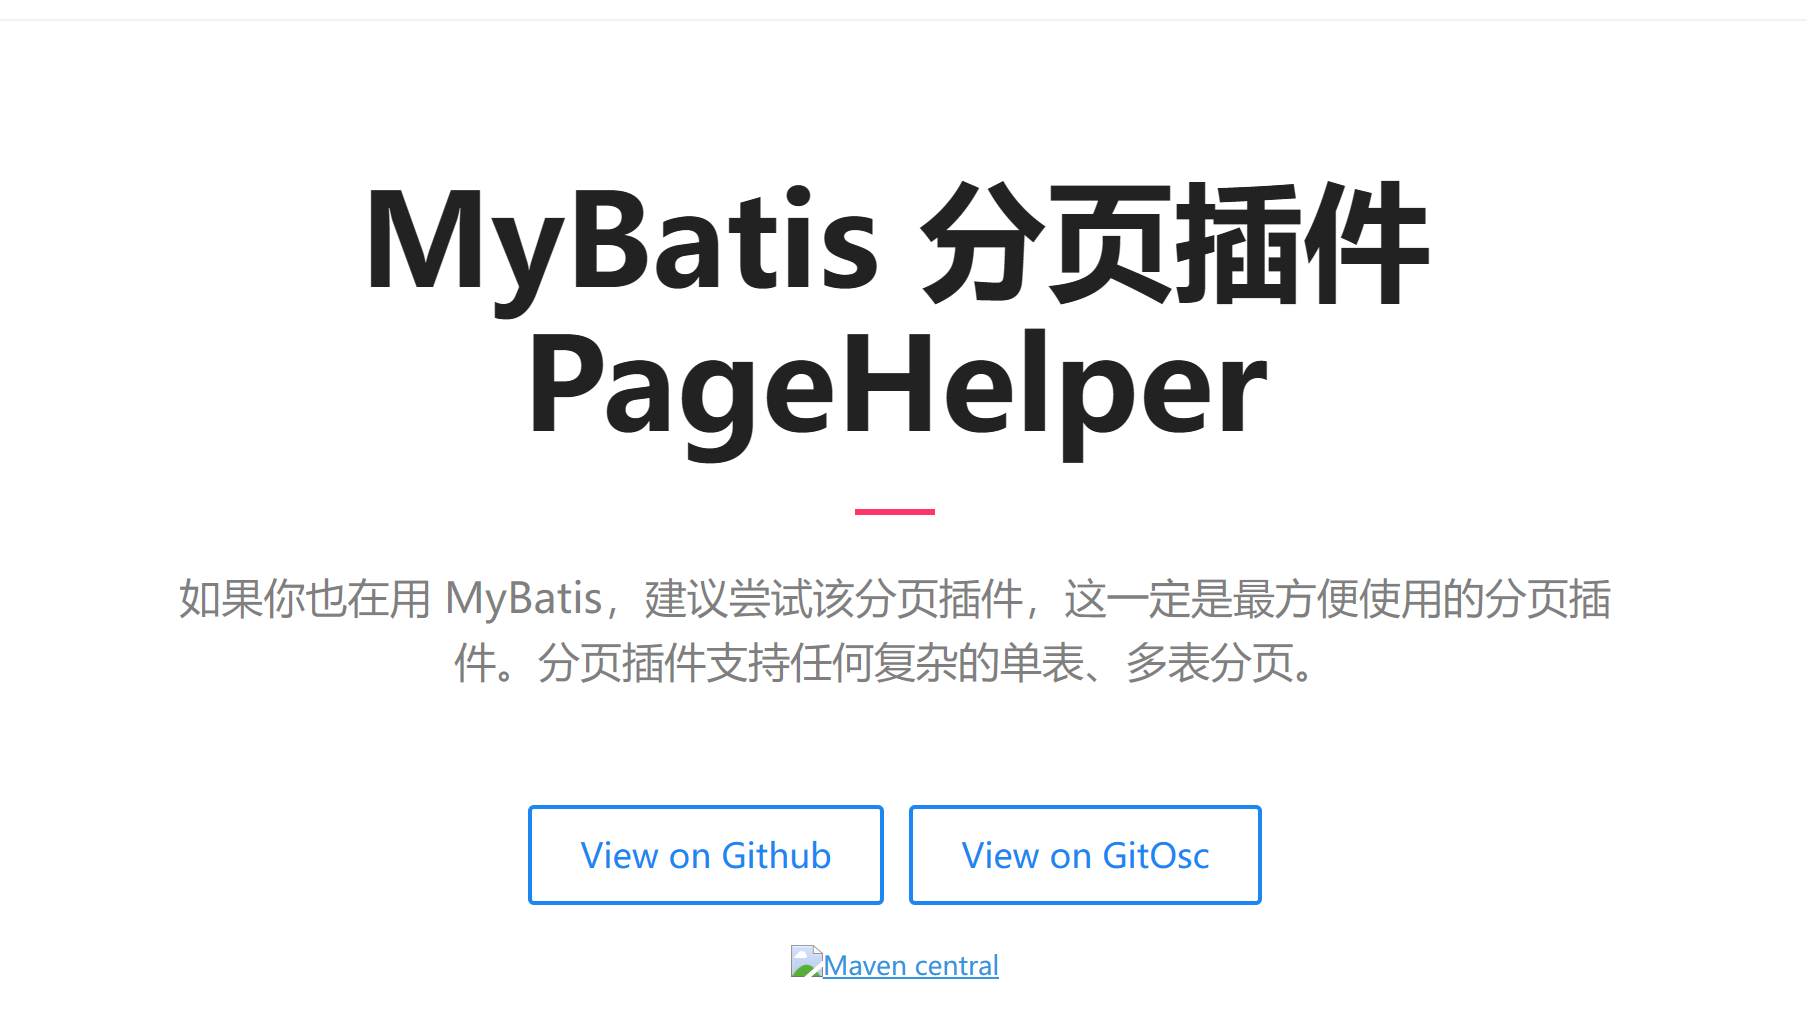 MyBatis 分页插件
PageHelper
如果你也在用 MyBatis，建议尝试该分页插件，这一定是最方便使用的分页插
件。分页插件支持任何复杂的单表、多表分页。
View on Github
View on GitOsc
Maven central